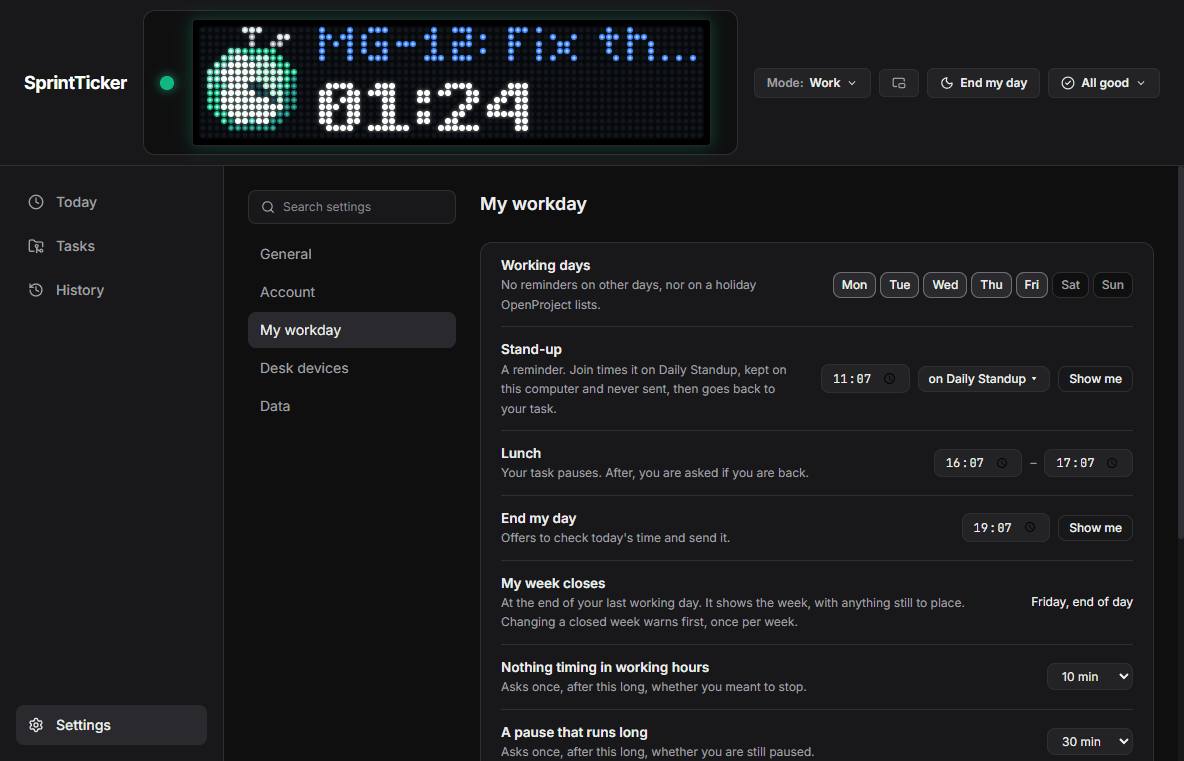 SprintTicker
MG-12: Fix th...
01:24
Mode: Work
End my day
All good
Today
Tasks
History
Settings
Search settings
General
Account
My workday
Desk devices
Data
My workday
Working days
No reminders on other days, nor on a holiday
OpenProject lists.
Mon Tue Wed Thu Fri Sat Sun
Stand-up
A reminder. Join times it on Daily Standup, kept on
this computer and never sent, then goes back to
your task.
11:07 on Daily Standup Show me
Lunch
Your task pauses. After, you are asked if you are back.
16:07 – 17:07
End my day
Offers to check today's time and send it.
19:07 Show me
My week closes
At the end of your last working day. It shows the week, with anything still to place.
Changing a closed week warns first, once per week.
Friday, end of day
Nothing timing in working hours
Asks once, after this long, whether you meant to stop.
10 min
A pause that runs long
Asks once, after this long, whether you are still paused.
30 min